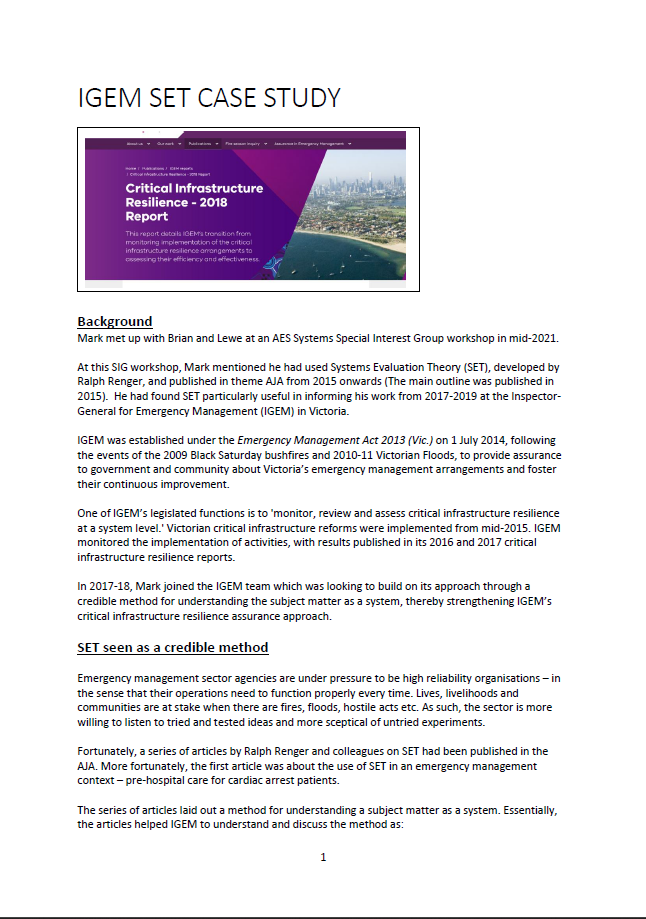 IGEM SET CASE STUDY
About us Our work Publications Fire season inquiry Assurance in Emergency Management
Home / Publications / IGEM reports
/ Critical Infrastructure Resilience - 2018 Report
Critical Infrastructure
Resilience - 2018
Report
This report details IGEM's transition from
monitoring implementation of the critical
infrastructure resilience arrangements to
assessing their efficiency and effectiveness.
Background
Mark met up with Brian and Lewe at an AES Systems Special Interest Group workshop in mid-2021.
At this SIG workshop, Mark mentioned he had used Systems Evaluation Theory (SET), developed by
Ralph Renger, and published in theme AJA from 2015 onwards (The main outline was published in
2015). He had found SET particularly useful in informing his work from 2017-2019 at the Inspector-
General for Emergency Management (IGEM) in Victoria.
IGEM was established under the Emergency Management Act 2013 (Vic.) on 1 July 2014, following
the events of the 2009 Black Saturday bushfires and 2010-11 Victorian Floods, to provide assurance
to government and community about Victoria's emergency management arrangements and foster
their continuous improvement.
One of IGEM's legislated functions is to 'monitor, review and assess critical infrastructure resilience
at a system level.' Victorian critical infrastructure reforms were implemented from mid-2015. IGEM
monitored the implementation of activities, with results published in its 2016 and 2017 critical
infrastructure resilience reports.
In 2017-18, Mark joined the IGEM team which was looking to build on its approach through a
credible method for understanding the subject matter as a system, thereby strengthening IGEM's
critical infrastructure resilience assurance approach.
SET seen as a credible method
Emergency management sector agencies are under pressure to be high reliability organisations – in
the sense that their operations need to function properly every time. Lives, livelihoods and
communities are at stake when there are fires, floods, hostile acts etc. As such, the sector is more
willing to listen to tried and tested ideas and more sceptical of untried experiments.
Fortunately, a series of articles by Ralph Renger and colleagues on SET had been published in the
AJA. More fortunately, the first article was about the use of SET in an emergency management
context – pre-hospital care for cardiac arrest patients.
The series of articles laid out a method for understanding a subject matter as a system. Essentially,
the articles helped IGEM to understand and discuss the method as:
1